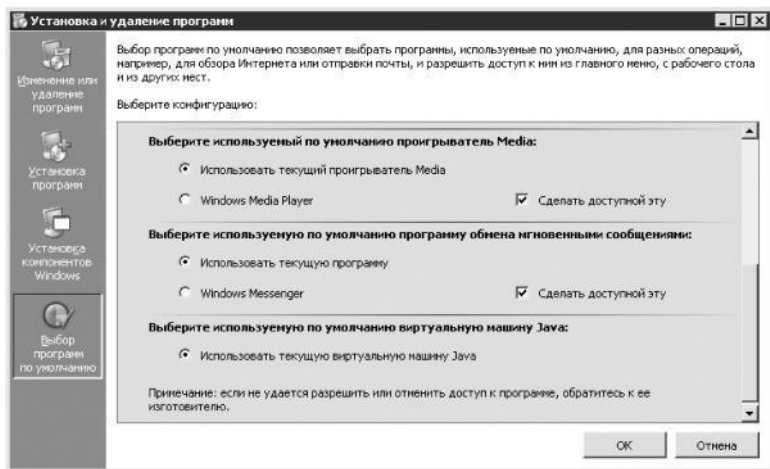 Установка и удаление программ
Изменение или
удаление
программ
Установка
программ
Установка
компонентов
Windows
Выбор
программ
по умолчанию
Выбор программ по умолчанию позволяет выбрать программы, используемые по умолчанию, для разных операций,
например, для обзора Интернета или отправки почты, и разрешить доступ к ним из главного меню, с рабочего стола
и из других мест.
Выберите конфигурацию:
Выберите используемый по умолчанию проигрыватель Media:
Использовать текущий проигрыватель Media
Windows Media Player Сделать доступной эту
Выберите используемую по умолчанию программу обмена мгновенными сообщениями:
Использовать текущую программу
Windows Messenger Сделать доступной эту
Выберите используемую по умолчанию виртуальную машину Java:
Использовать текущую виртуальную машину Java
Примечание: если не удается разрешить или отменить доступ к программе, обратитесь к ее
изготовителю.
OK Отмена